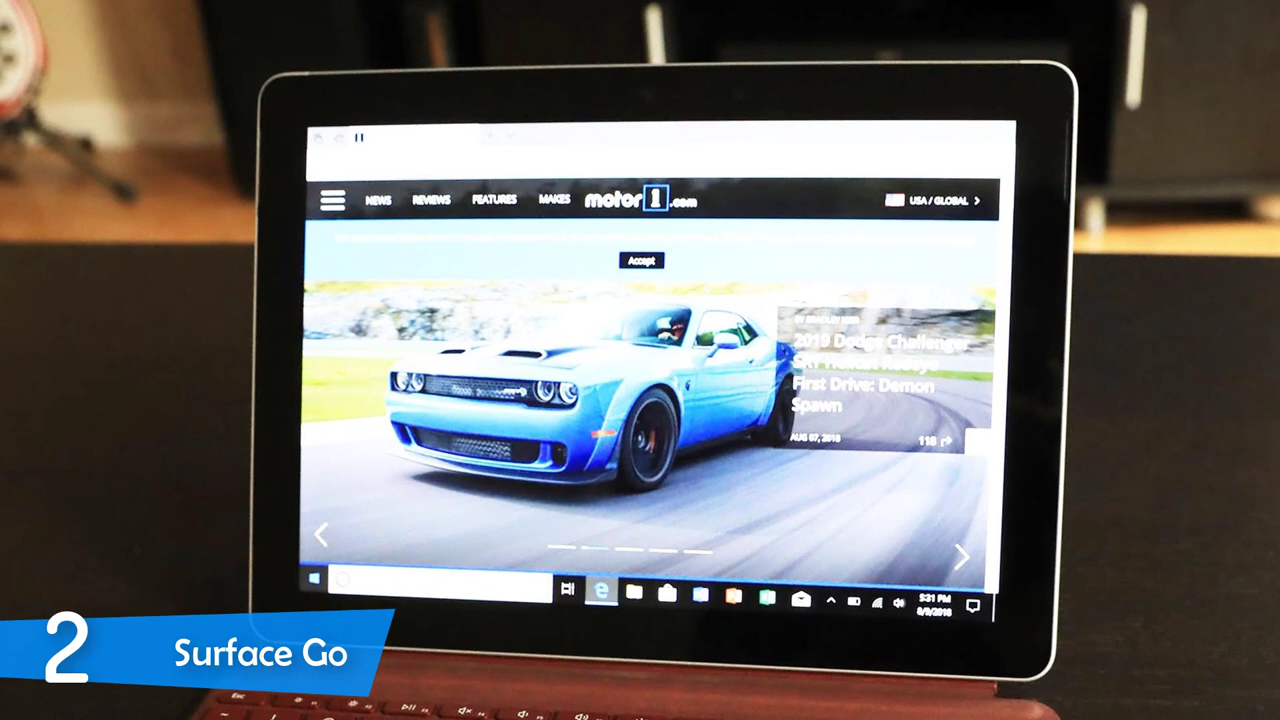 NEWS REVIEWS FEATURES MAKES motor1.com USA / GLOBAL
Accept
2019 Dodge Challenger
First Drive: Demon
Spawn
AUG 07, 2018 118
5:31 PM
8/9/2018
2 Surface Go
Esc